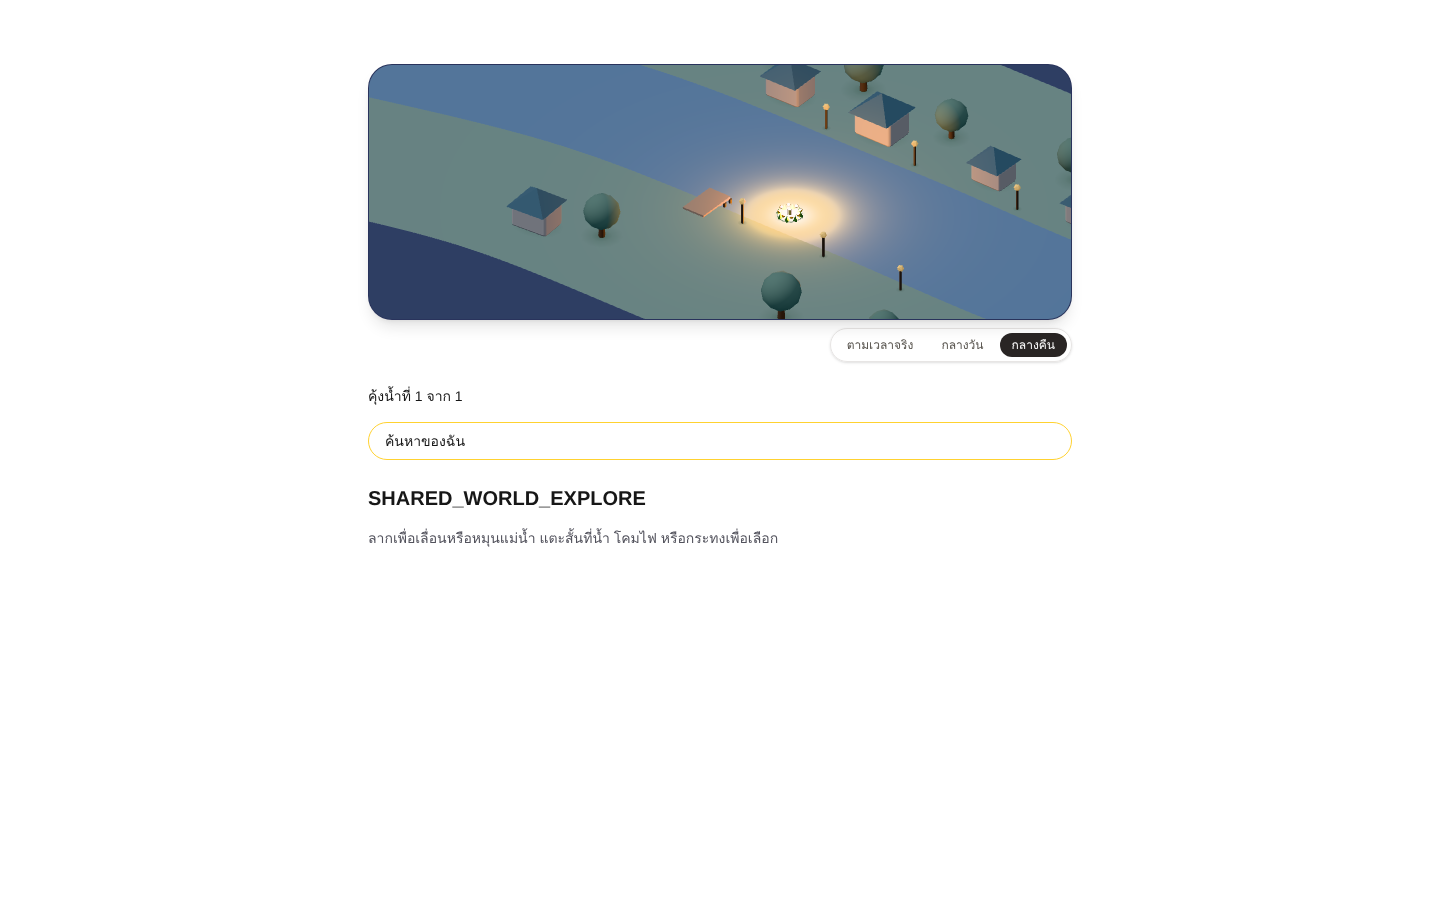 ตามเวลาจริง กลางวัน กลางคืน
คุ้งน้ำที่ 1 จาก 1
ค้นหาของฉัน
SHARED_WORLD_EXPLORE
ลากเพื่อเลื่อนหรือหมุนแม่น้ำ แตะสั้นที่น้ำ โคมไฟ หรือกระทงเพื่อเลือก